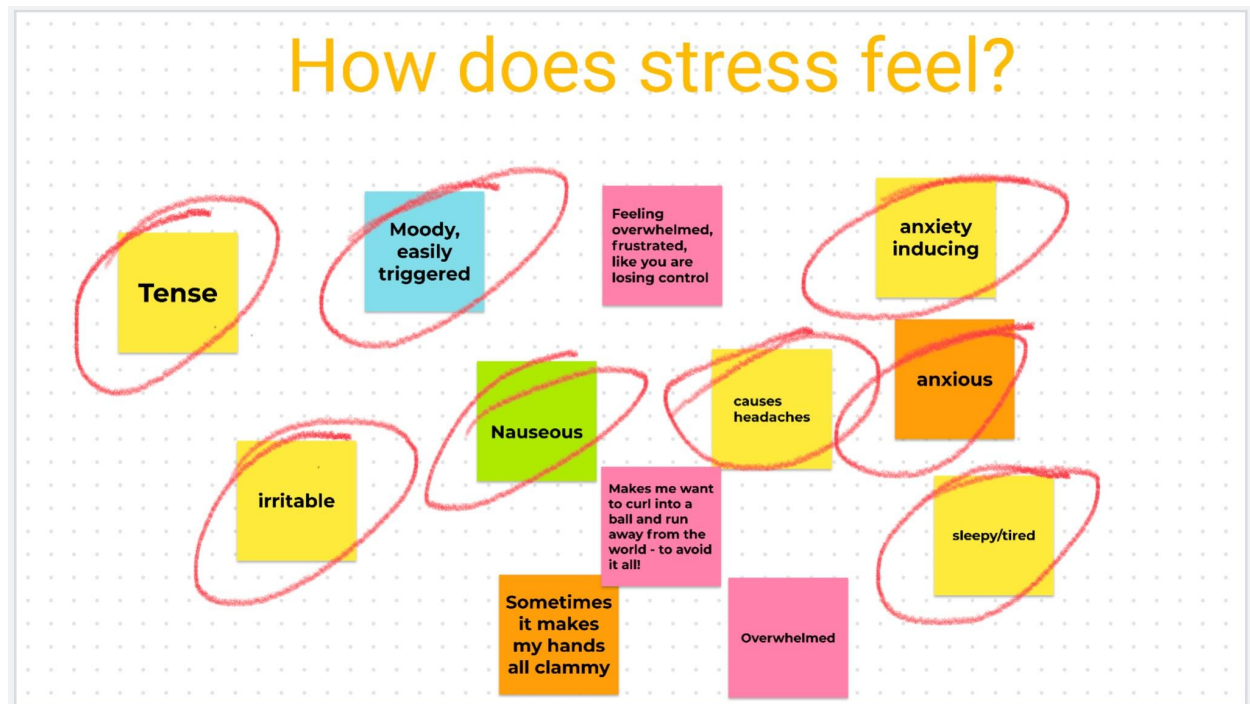 How does stress feel?
Tense
Moody,
easily
triggered
Feeling
overwhelmed,
frustrated,
like you are
losing control
anxiety
inducing
irritable
Nauseous
causes
headaches
anxious
Makes me want
to curl into a
ball and run
away from the
world - to avoid
it all!
sleepy/tired
Sometimes
it makes
my hands
all clammy
Overwhelmed